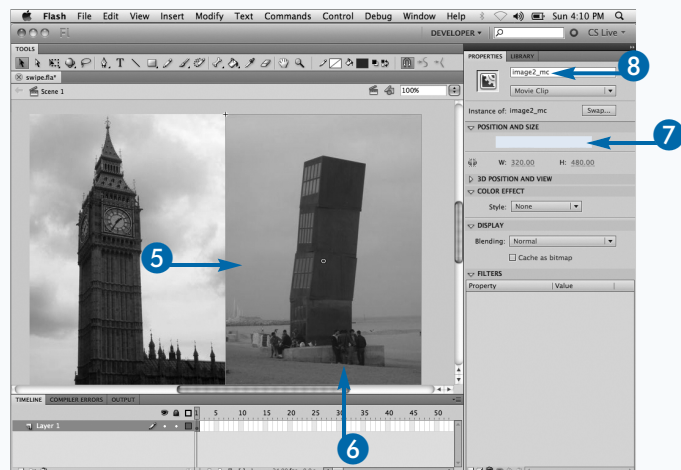 Flash File Edit View Insert Modify Text Commands Control Debug Window Help Sun 4:10 PM
DEVELOPER CS Live
TOOLS
PROPERTIES LIBRARY
swipe.fla*
image2_mc
8
Scene 1
100%
Movie Clip
Instance of: image2_mc Swap...
POSITION AND SIZE
7
W: 320.00 H: 480.00
3D POSITION AND VIEW
COLOR EFFECT
Style: None
DISPLAY
Blending: Normal
5
Cache as bitmap
FILTERS
Property Value
TIMELINE COMPILER ERRORS OUTPUT
5 10 15 20 25 30 35 40 45 50
Layer 1
6